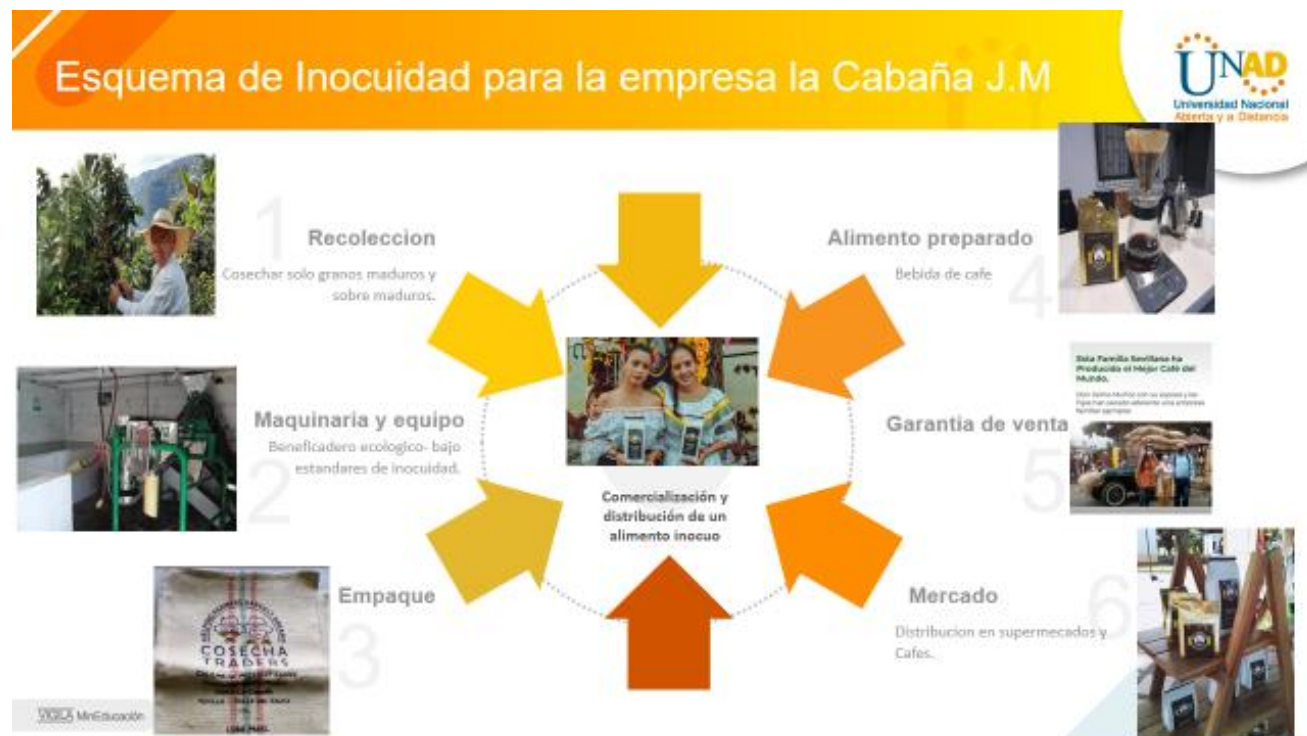 Esquema de Inocuidad para la empresa la Cabaña J.M
UNAD
Universidad Nacional
Abierta y a Distancia
1
Recoleccion
Cosechar solo granos maduros y
sobre maduros.
2
Maquinaria y equipo
Beneficadero ecologico- bajo
estandares de inocuidad.
3
Empaque
COSECHA
TRADERS
Comercialización y
distribución de un
alimento inocuo
4
Alimento preparado
Bebida de cafe
5
Garantia de venta
Esta Familia Sevillana ha
Producido el Mejor Café del
Mundo.
6
Mercado
Distribucion en supermecados y
Cafes.
VIGILA MinEducación